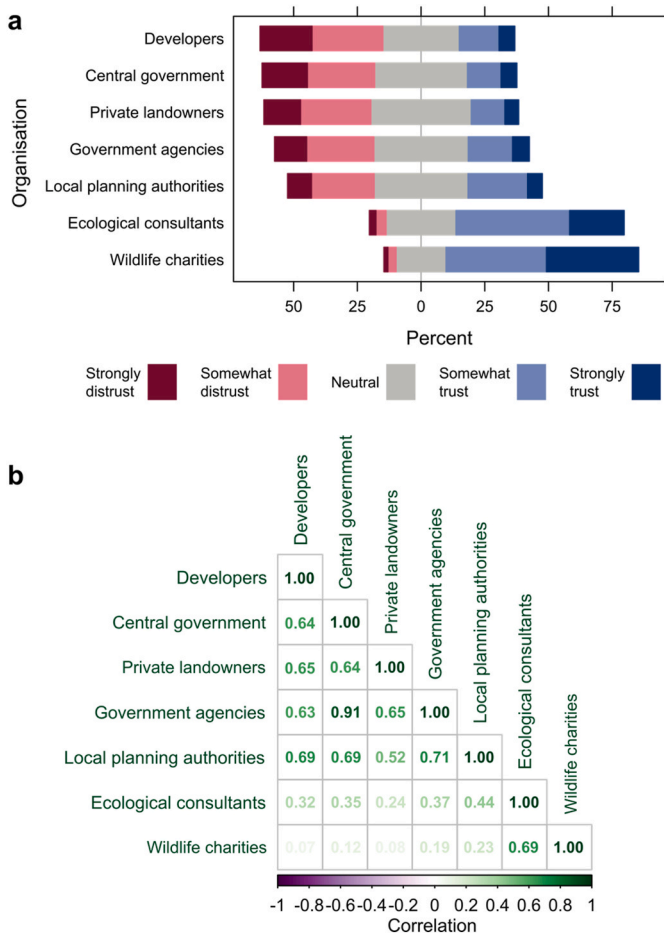 a
Organisation
Developers
Central government
Private landowners
Government agencies
Local planning authorities
Ecological consultants
Wildlife charities
50 25 0 25 50 75
Percent
Strongly distrust
Somewhat distrust
Neutral
Somewhat trust
Strongly trust
b
Developers
Central government
Private landowners
Government agencies
Local planning authorities
Ecological consultants
Wildlife charities
Developers 1.00
Central government 0.64 1.00
Private landowners 0.65 0.64 1.00
Government agencies 0.63 0.91 0.65 1.00
Local planning authorities 0.69 0.69 0.52 0.71 1.00
Ecological consultants 0.32 0.35 0.24 0.37 0.44 1.00
Wildlife charities 0.07 0.12 0.08 0.19 0.23 0.69 1.00
-1 -0.8 -0.6 -0.4 -0.2 0 0.2 0.4 0.6 0.8 1
Correlation